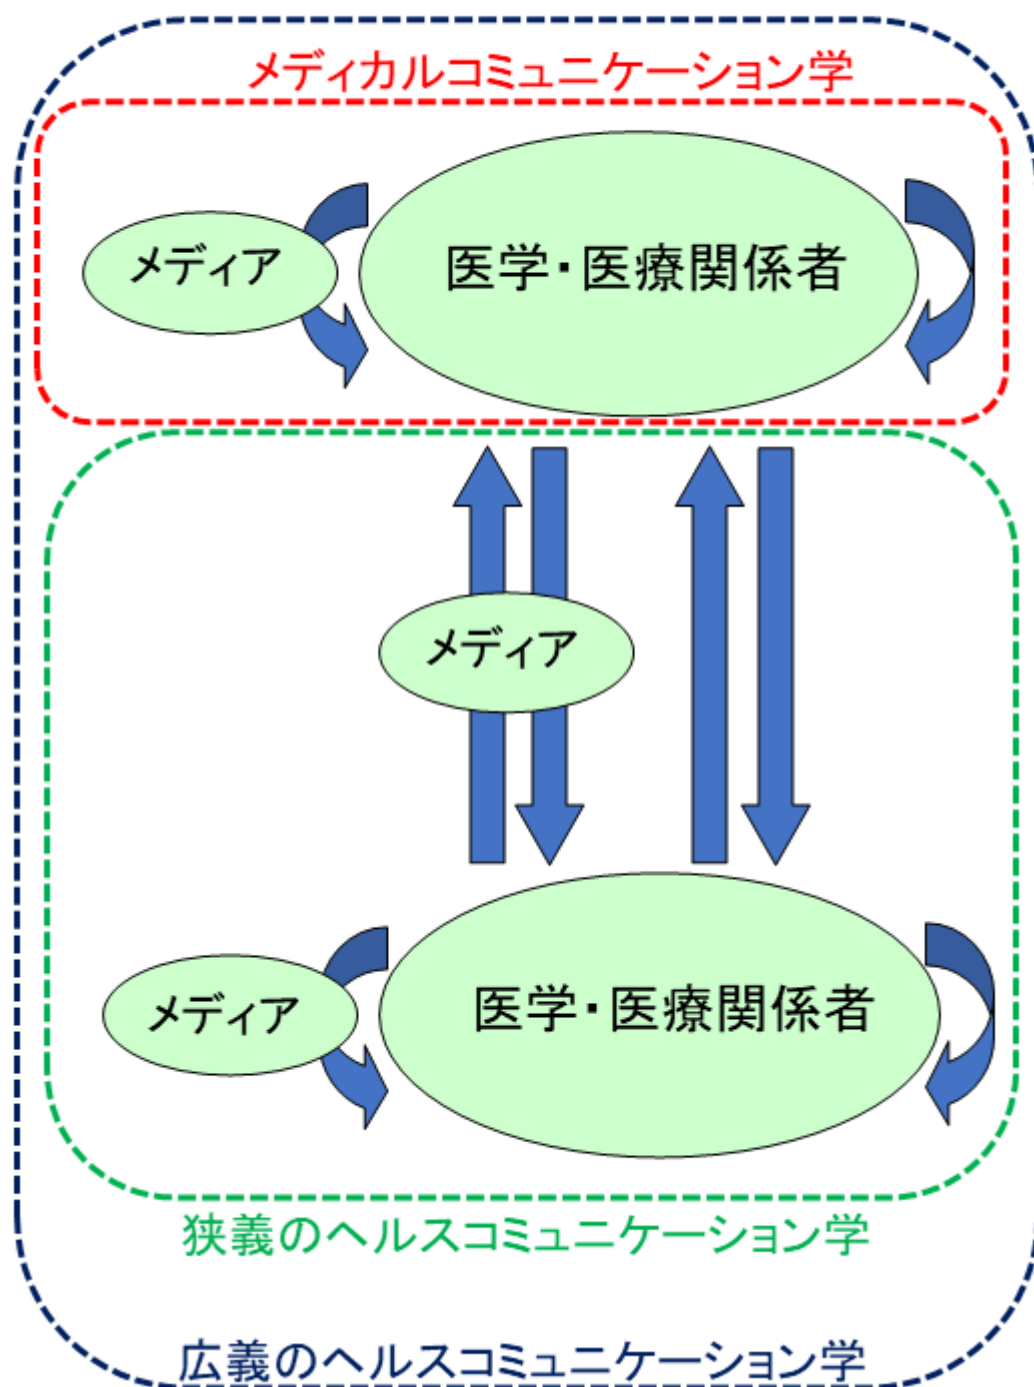 メディカルコミュニケーション学
メディア
医学・医療関係者
メディア
メディア
医学・医療関係者
狭義のヘルスコミュニケーション学
広義のヘルスコミュニケーション学